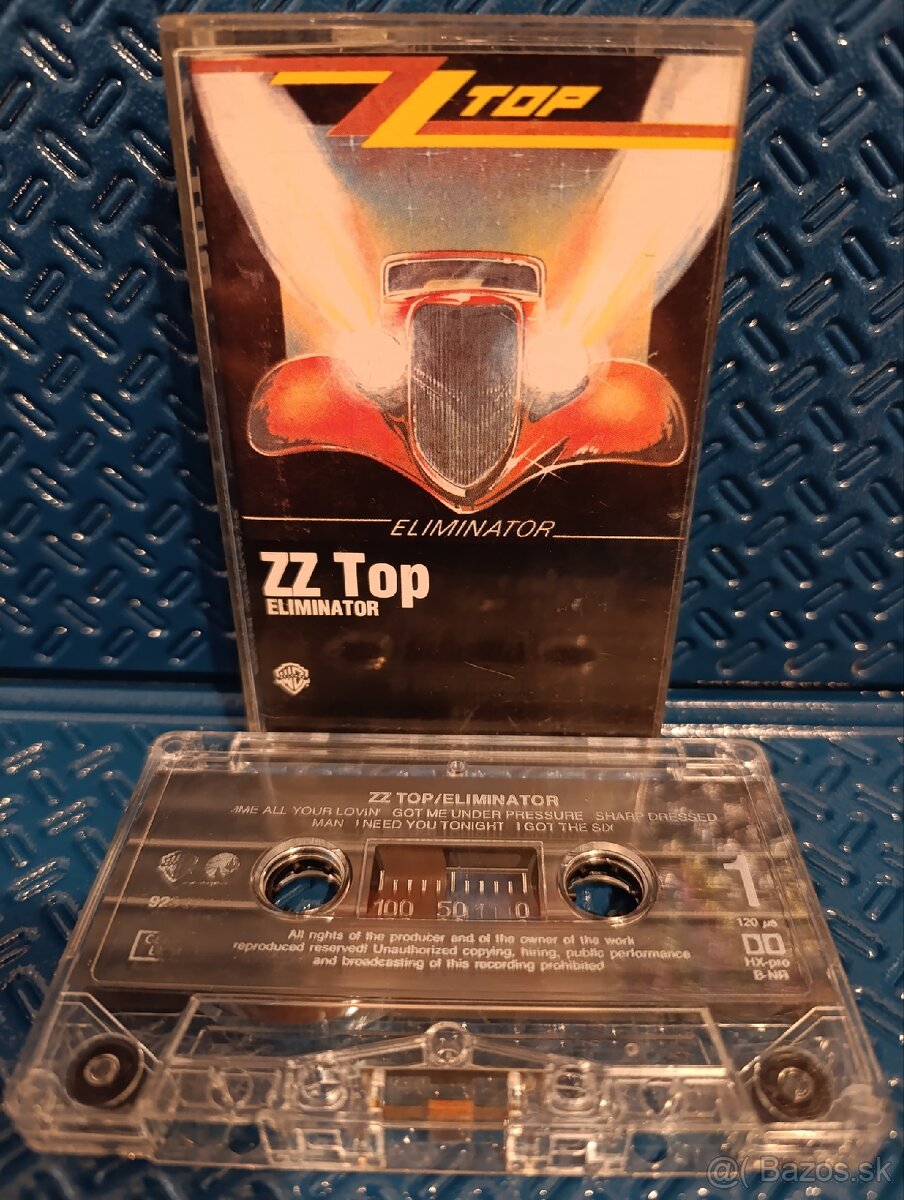 ZZ TOP
ELIMINATOR
ZZ Top
ELIMINATOR
ZZ TOP/ELIMINATOR
ALL YOUR LOVIN' GOT ME UNDER PRESSURE SHARP DRESSED
MAN I NEED YOU TONIGHT I GOT THE SIX
1
100 50 0
120 µs
HX-pro
B-NR
All rights of the producer and of the owner of the work
reproduced reserved! Unauthorized copying, hiring, public performance
and broadcasting of this recording prohibited
@( Bazos.sk